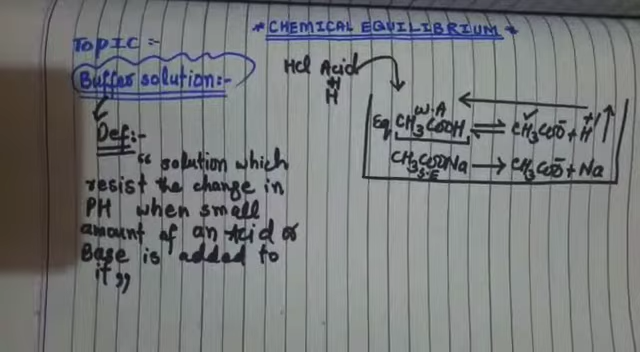 * CHEMICAL EQUILIBRIUM *
Topic :-
Buffer solution:-
Def:-
“ solution which
resist the change in
PH when small
amount of an Acid or
Base is added to
it ”
HCl Acid
H
W.A
Eq CH₃COOH ⇌ CH₃COO⁻ + H⁺
CH₃COONa → CH₃COO⁻ + Na
S.E